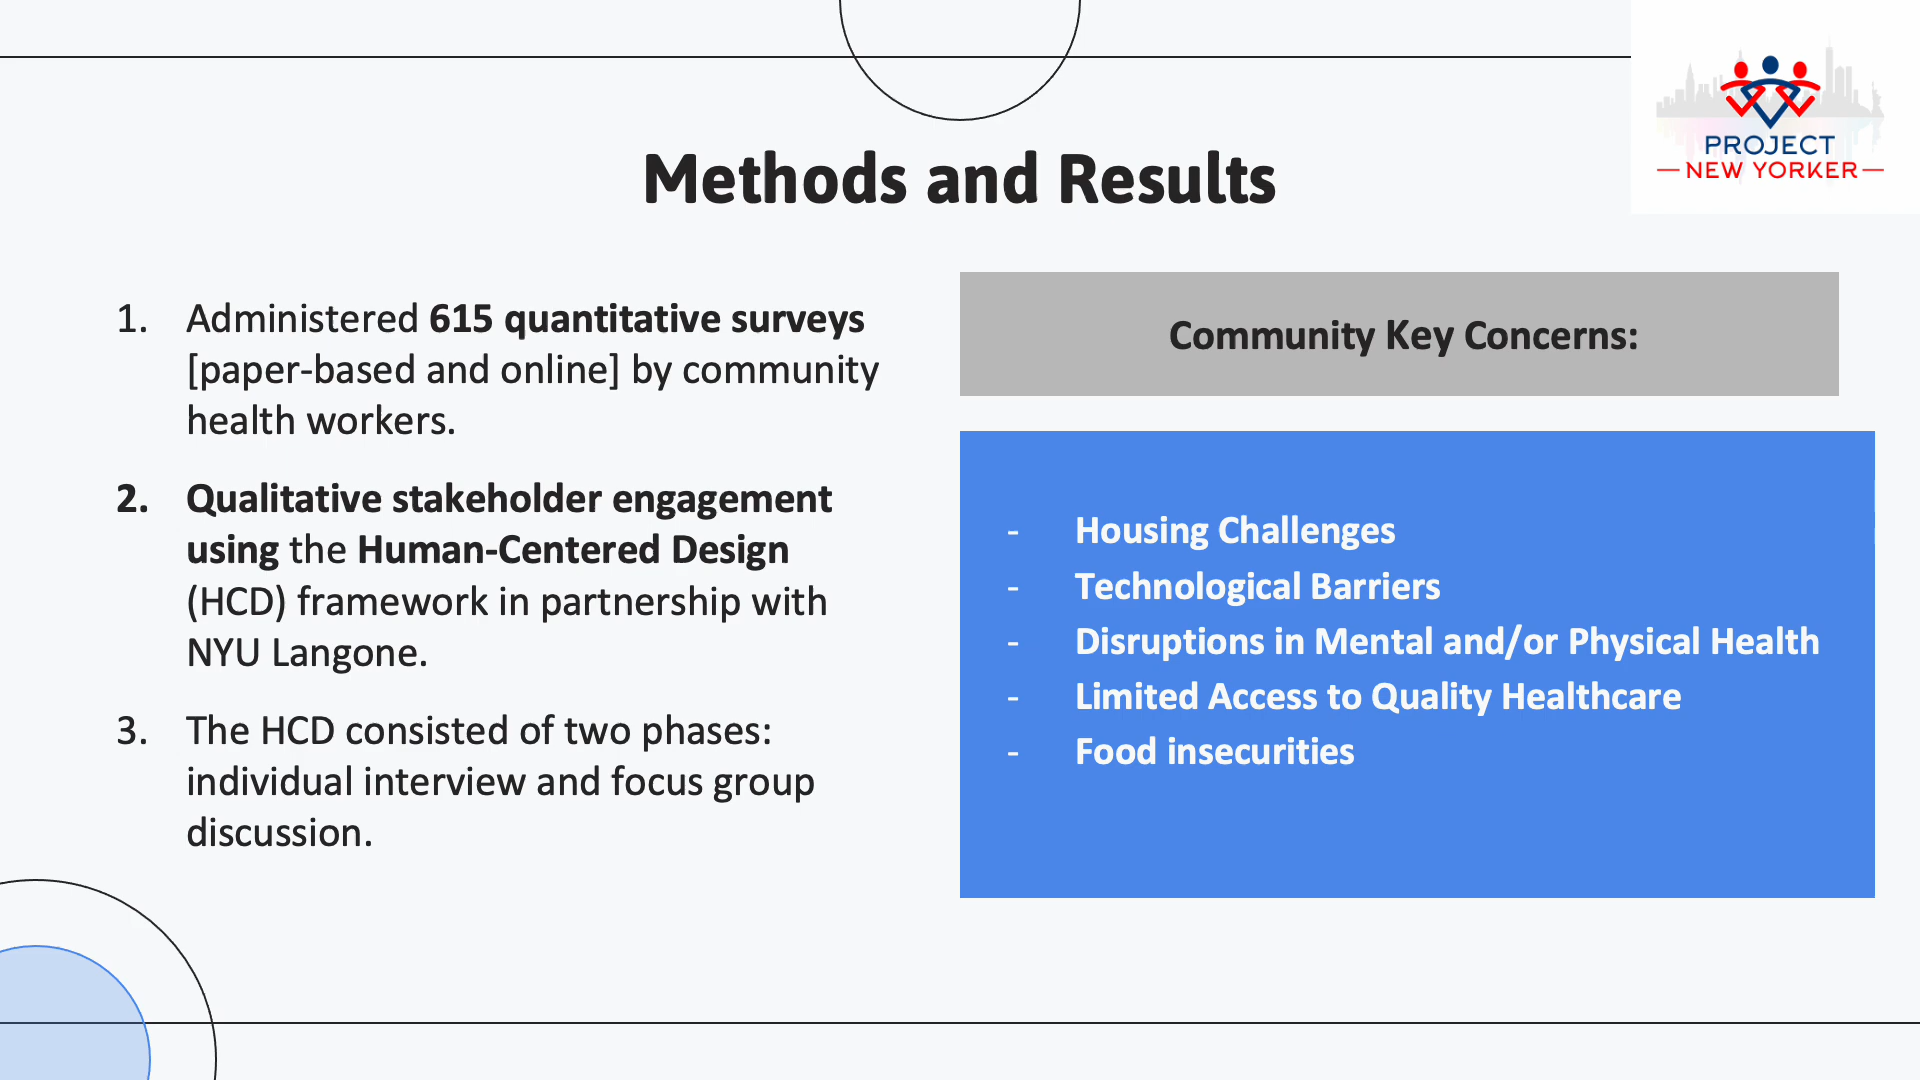 PROJECT
NEW YORKER
Methods and Results
1. Administered 615 quantitative surveys
[paper-based and online] by community
health workers.
2. Qualitative stakeholder engagement
using the Human-Centered Design
(HCD) framework in partnership with
NYU Langone.
3. The HCD consisted of two phases:
individual interview and focus group
discussion.
Community Key Concerns:
- Housing Challenges
- Technological Barriers
- Disruptions in Mental and/or Physical Health
- Limited Access to Quality Healthcare
- Food insecurities